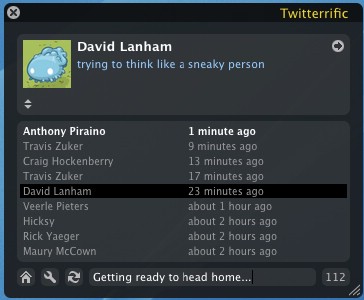 Twitterrific
David Lanham
trying to think like a sneaky person
Anthony Piraino 1 minute ago
Travis Zuker 9 minutes ago
Craig Hockenberry 13 minutes ago
Travis Zuker 17 minutes ago
David Lanham 23 minutes ago
Veerle Pieters about 1 hour ago
Hicksy about 2 hours ago
Rick Yaeger about 2 hours ago
Maury McCown about 2 hours ago
Getting ready to head home... 112